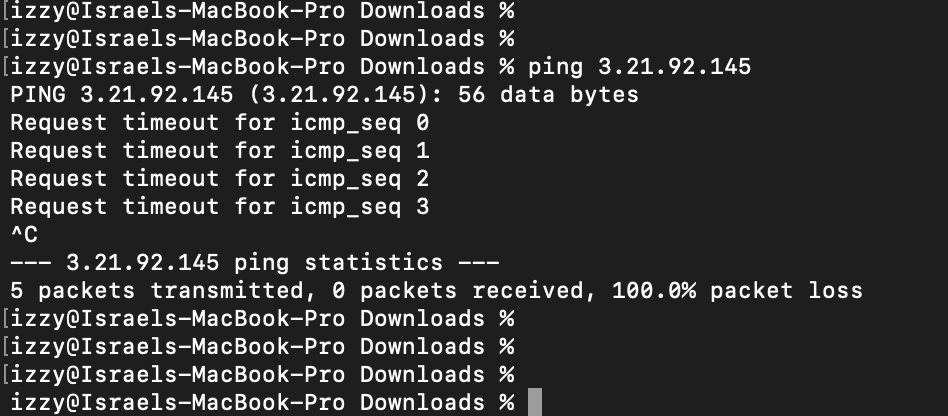 [izzy@Israels-MacBook-Pro Downloads %
[izzy@Israels-MacBook-Pro Downloads %
[izzy@Israels-MacBook-Pro Downloads % ping 3.21.92.145
PING 3.21.92.145 (3.21.92.145): 56 data bytes
Request timeout for icmp_seq 0
Request timeout for icmp_seq 1
Request timeout for icmp_seq 2
Request timeout for icmp_seq 3
^C
--- 3.21.92.145 ping statistics ---
5 packets transmitted, 0 packets received, 100.0% packet loss
[izzy@Israels-MacBook-Pro Downloads %
[izzy@Israels-MacBook-Pro Downloads %
[izzy@Israels-MacBook-Pro Downloads %
izzy@Israels-MacBook-Pro Downloads %